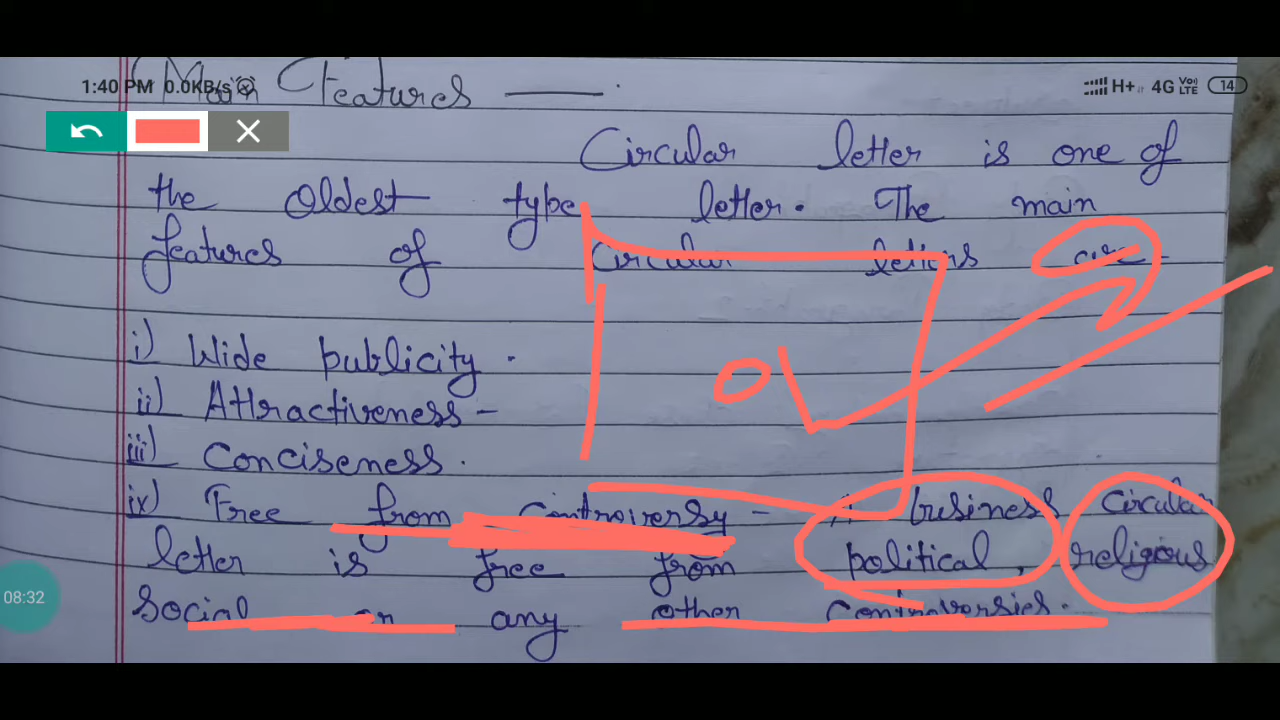 1:40 PM 0.0KB/s H+ 4G VoLTE 14
Main Features
Circular letter is one of
the oldest type letter. The main
features of Circular letters are -
i) Wide publicity.
ii) Attractiveness -
iii) Conciseness.
iv) Free from controversy - A business Circular
letter is free from political, religious
Social or any other controversies.
08:32